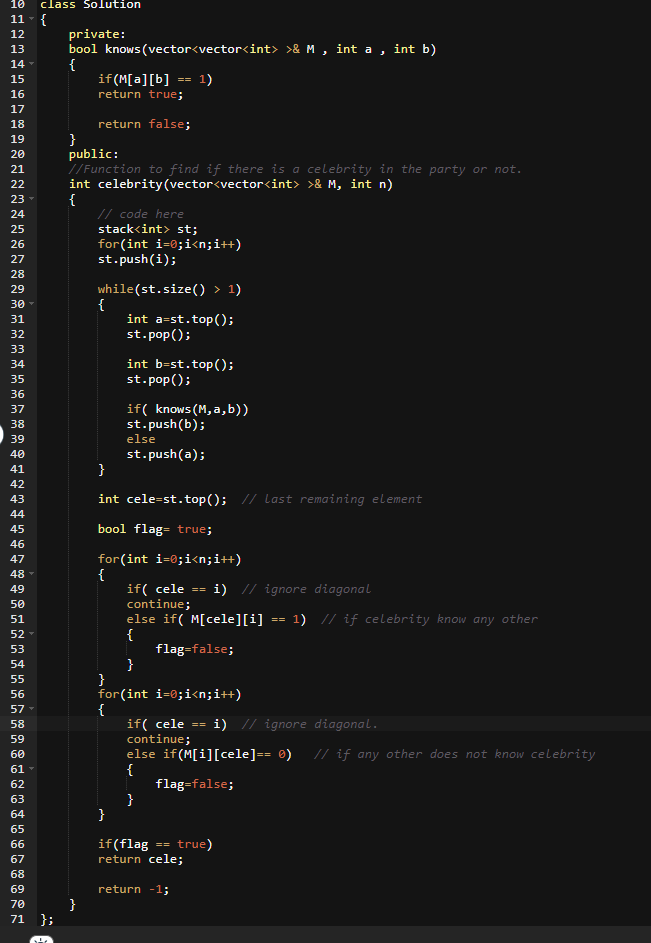 10 class Solution
11 {
12 private:
13 bool knows(vector<vector<int> >& M , int a , int b)
14 {
15 if(M[a][b] == 1)
16 return true;
17
18 return false;
19 }
20 public:
21 //Function to find if there is a celebrity in the party or not.
22 int celebrity(vector<vector<int> >& M, int n)
23 {
24 // code here
25 stack<int> st;
26 for(int i=0;i<n;i++)
27 st.push(i);
28
29 while(st.size() > 1)
30 {
31 int a=st.top();
32 st.pop();
33
34 int b=st.top();
35 st.pop();
36
37 if( knows(M,a,b))
38 st.push(b);
39 else
40 st.push(a);
41 }
42
43 int cele=st.top();  // last remaining element
44
45 bool flag= true;
46
47 for(int i=0;i<n;i++)
48 {
49 if( cele == i)  // ignore diagonal
50 continue;
51 else if( M[cele][i] == 1)  // if celebrity know any other
52 {
53 flag=false;
54 }
55 }
56 for(int i=0;i<n;i++)
57 {
58 if( cele == i)  // ignore diagonal.
59 continue;
60 else if(M[i][cele]== 0)   // if any other does not know celebrity
61 {
62 flag=false;
63 }
64 }
65
66 if(flag == true)
67 return cele;
68
69 return -1;
70 }
71 };